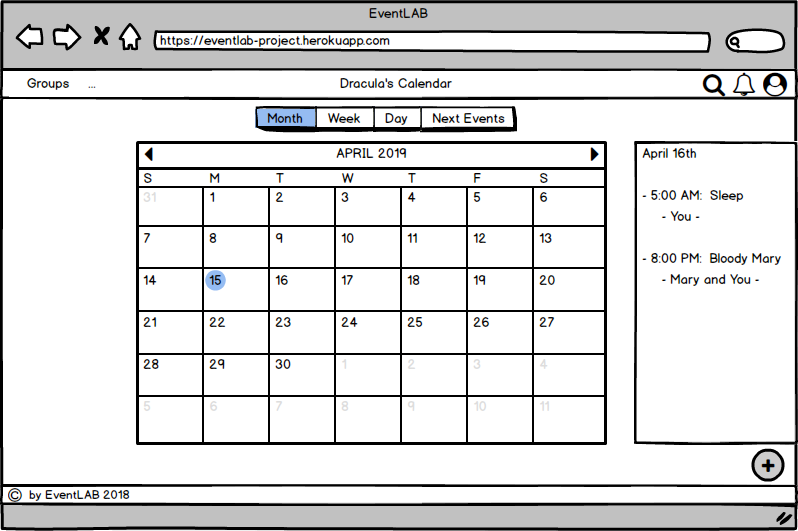 EventLAB
https://eventlab-project.herokuapp.com
Groups ... Dracula's Calendar
Month Week Day Next Events
APRIL 2019
S M T W T F S
31 1 2 3 4 5 6
7 8 9 10 11 12 13
14 15 16 17 18 19 20
21 22 23 24 25 26 27
28 29 30 1 2 3 4
5 6 7 8 9 10 11
April 16th
- 5:00 AM: Sleep
- You -
- 8:00 PM: Bloody Mary
- Mary and You -
© by EventLAB 2018